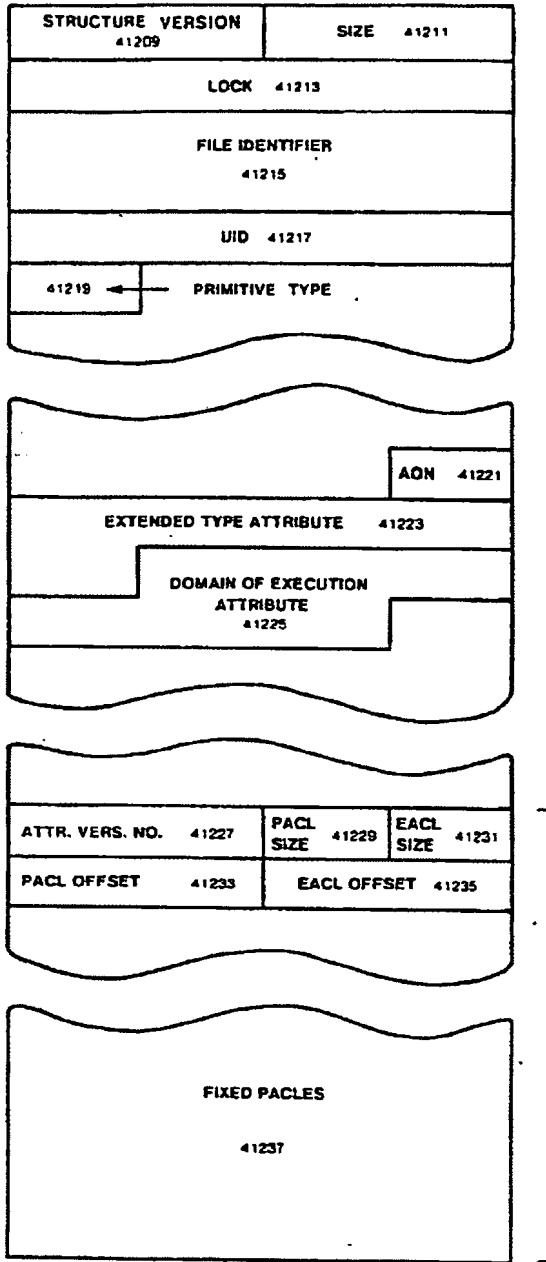 STRUCTURE VERSION
41209
SIZE 41211
LOCK 41213
FILE IDENTIFIER
41215
UID 41217
41219 PRIMITIVE TYPE
AON 41221
EXTENDED TYPE ATTRIBUTE 41223
DOMAIN OF EXECUTION
ATTRIBUTE
41225
ATTR. VERS. NO. 41227
PACL
SIZE 41229
EACL
SIZE 41231
PACL OFFSET 41233
EACL OFFSET 41235
FIXED PACLES
41237